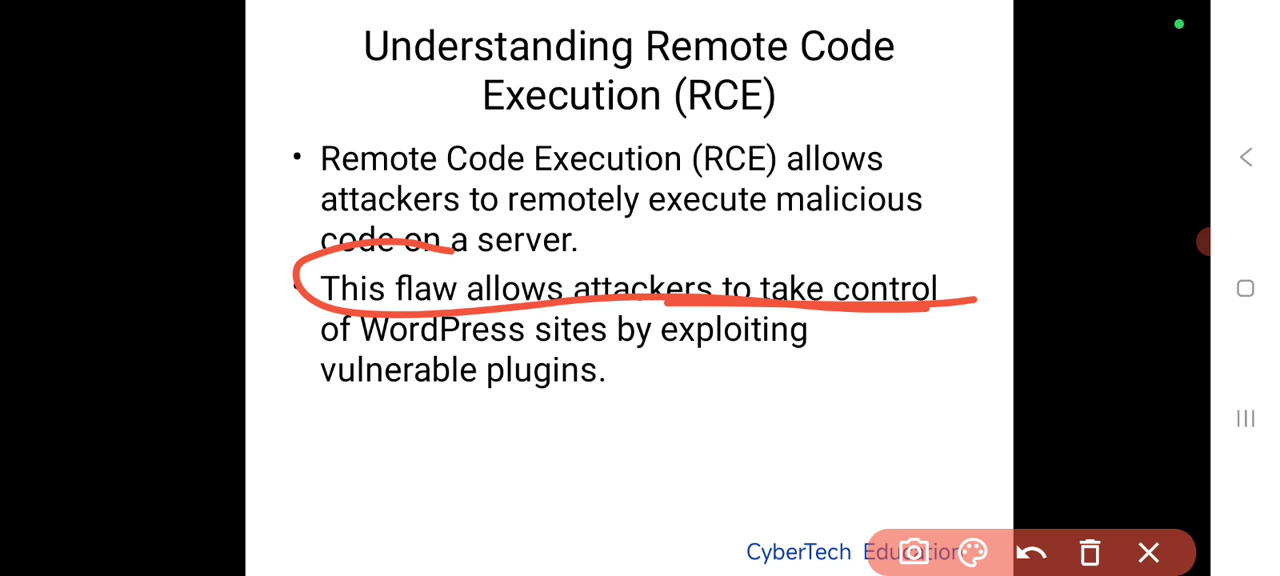 Understanding Remote Code
Execution (RCE)
• Remote Code Execution (RCE) allows
attackers to remotely execute malicious
code on a server.
• This flaw allows attackers to take control
of WordPress sites by exploiting
vulnerable plugins.
CyberTech Education